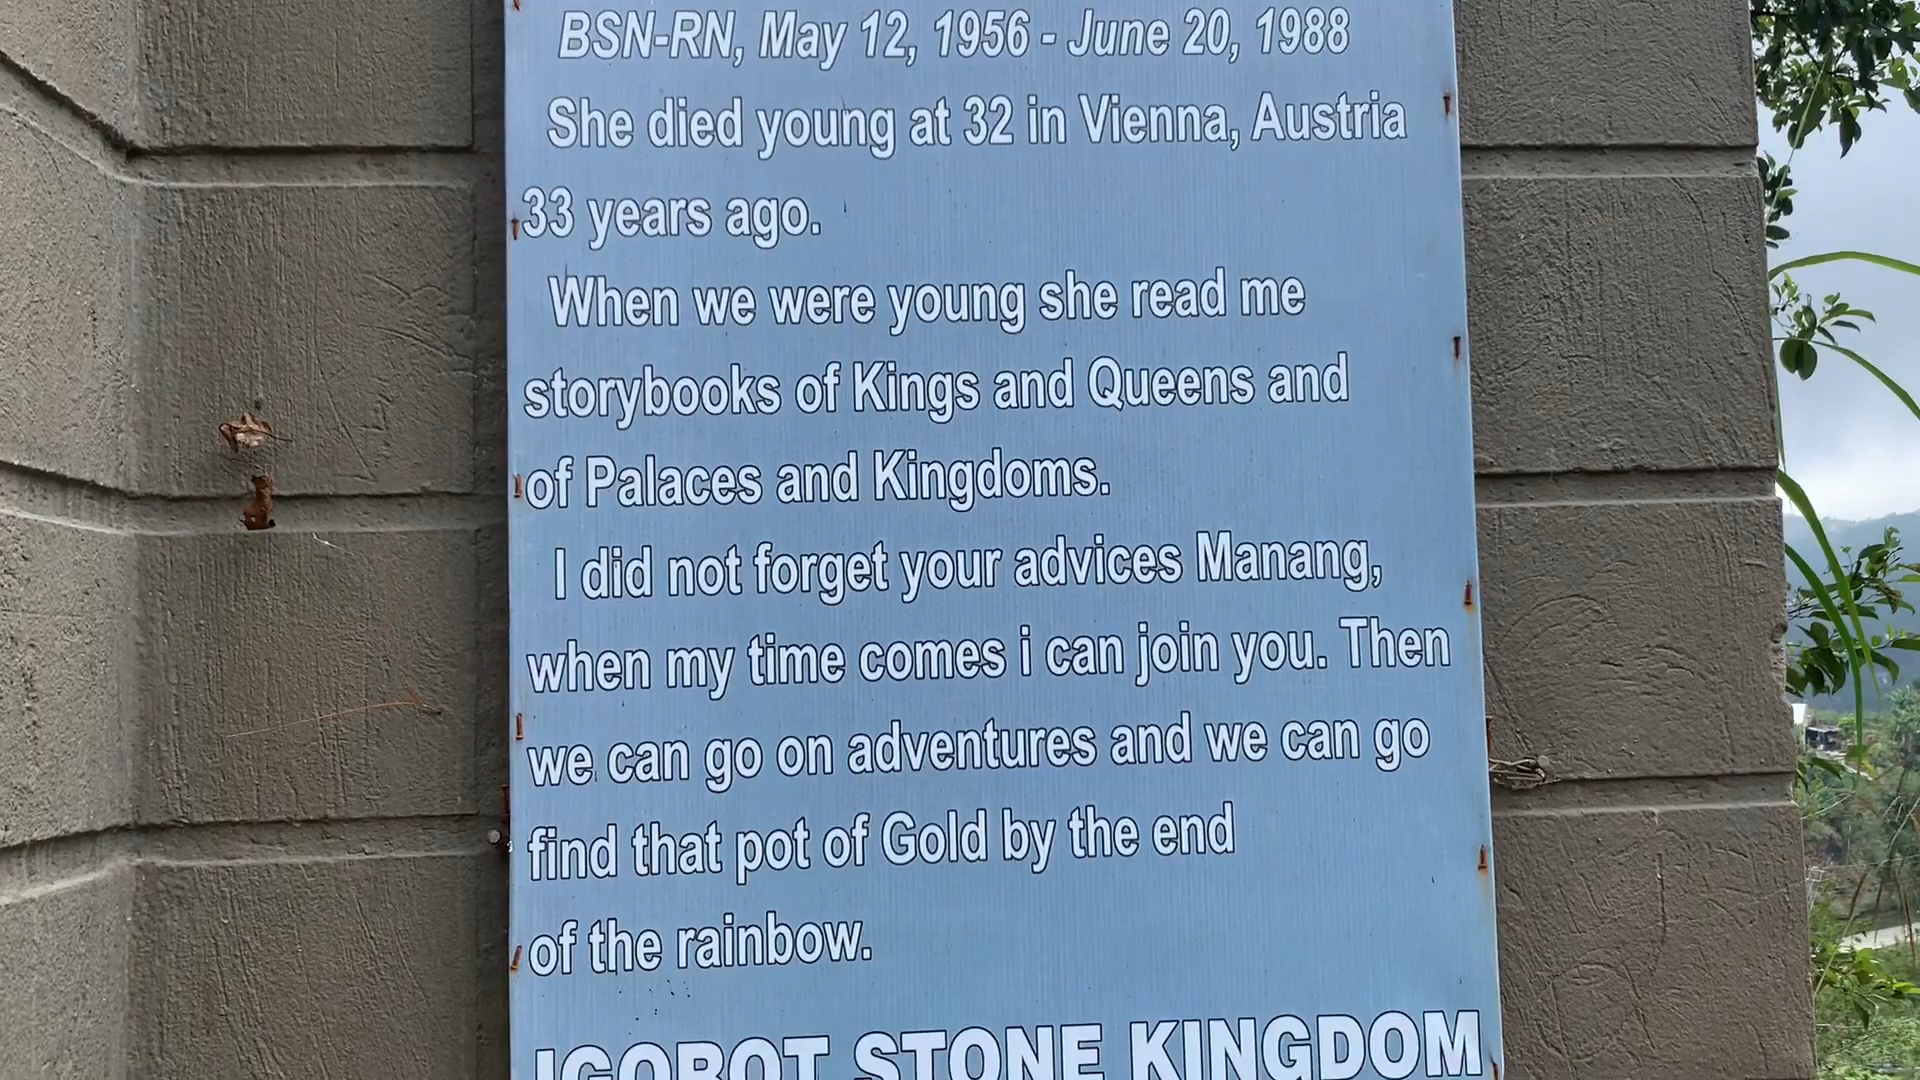 BSN-RN, May 12, 1956 - June 20, 1988
She died young at 32 in Vienna, Austria
33 years ago.
When we were young she read me
storybooks of Kings and Queens and
of Palaces and Kingdoms.
I did not forget your advices Manang,
when my time comes i can join you. Then
we can go on adventures and we can go
find that pot of Gold by the end
of the rainbow.
IGOROT STONE KINGDOM